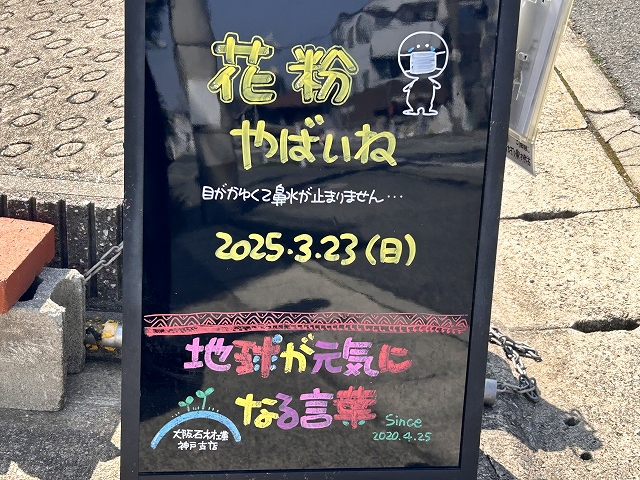 花粉
やばいね
目がかゆくて鼻水が止まりません…
2025.3.23(日)
地球が元気に
なる言葉
大阪石材工業
神戸支店
Since
2020.4.25